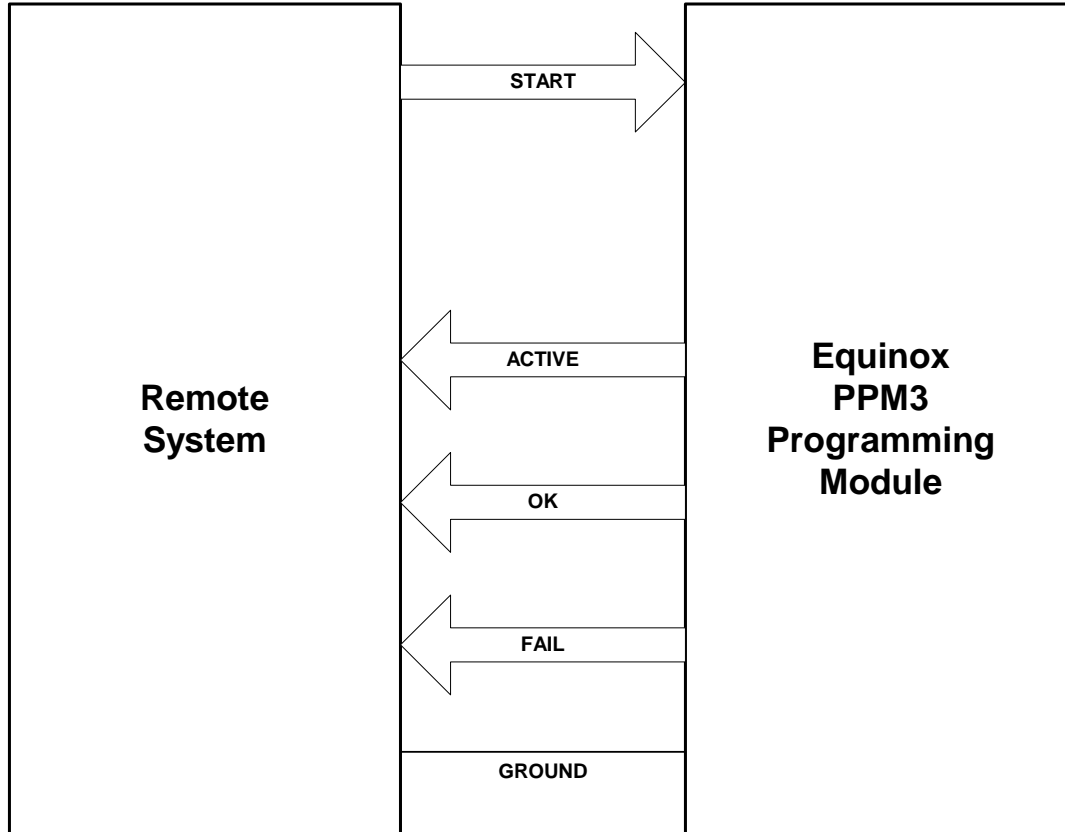 START
ACTIVE
Remote
System
Equinox
PPM3
Programming
Module
OK
FAIL
GROUND